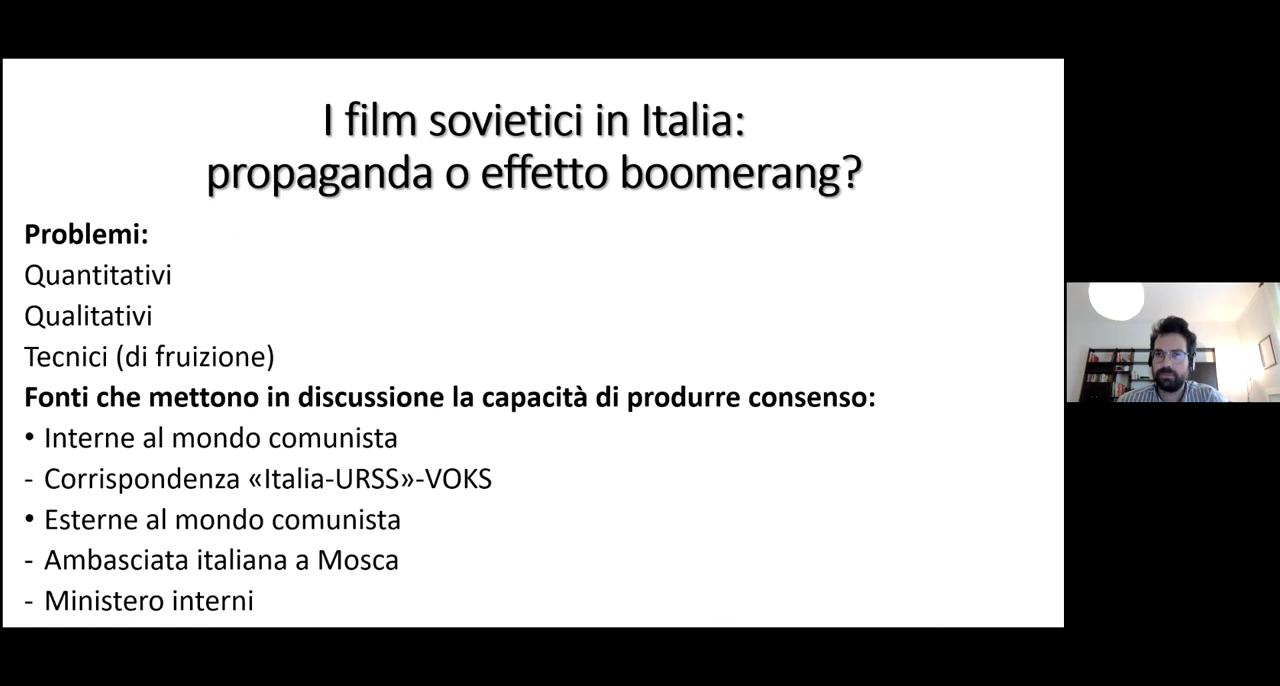 I film sovietici in Italia:
propaganda o effetto boomerang?
Problemi:
Quantitativi
Qualitativi
Tecnici (di fruizione)
Fonti che mettono in discussione la capacità di produrre consenso:
• Interne al mondo comunista
- Corrispondenza «Italia-URSS»-VOKS
• Esterne al mondo comunista
- Ambasciata italiana a Mosca
- Ministero interni